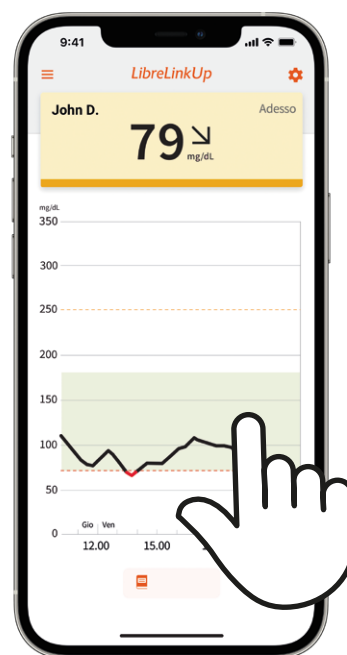 9:41
LibreLinkUp
John D.
Adesso
79
mg/dL
mg/dL
350
300
250
200
150
100
50
0
Gio Ven
12.00 15.00